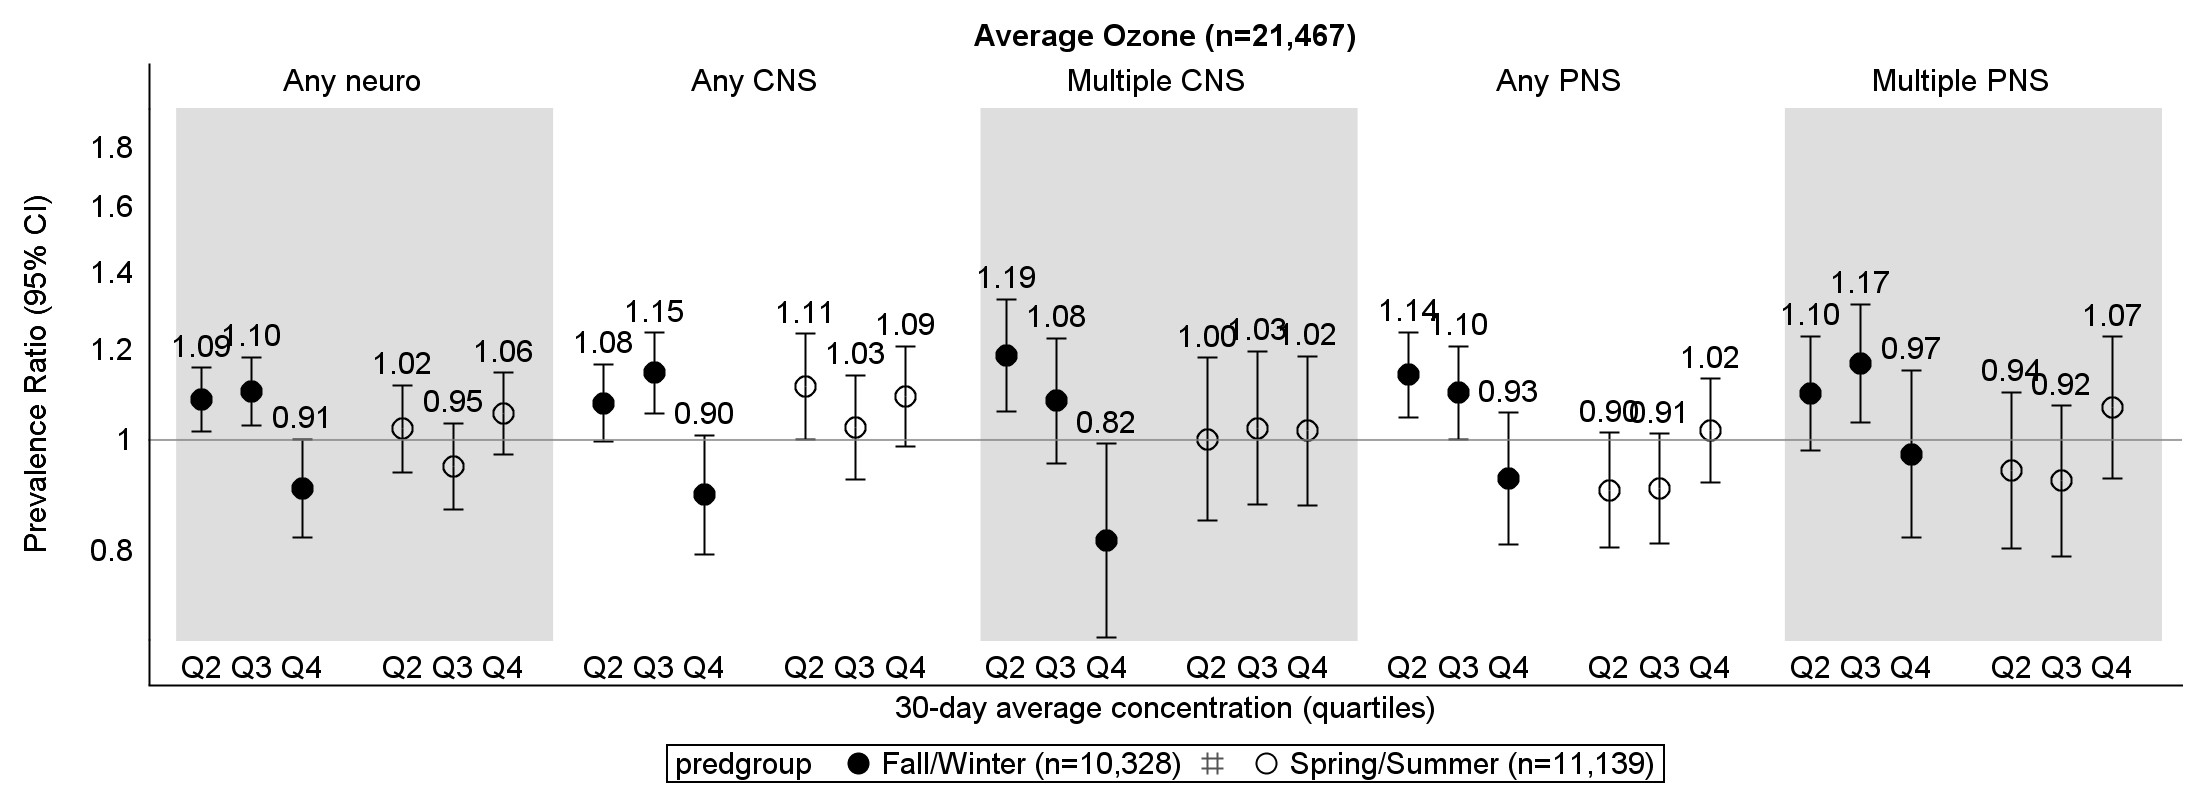 Average Ozone (n=21,467)
Any neuro Any CNS Multiple CNS Any PNS Multiple PNS
Prevalence Ratio (95% CI)
1.8
1.6
1.4
1.2
1
0.8
1.09 1.10 0.91 1.02 0.95 1.06
1.08 1.15 0.90 1.11 1.03 1.09
1.19 1.08 0.82 1.00 1.03 1.02
1.14 1.10 0.93 0.90 0.91 1.02
1.10 1.17 0.97 0.94 0.92 1.07
Q2 Q3 Q4 Q2 Q3 Q4 Q2 Q3 Q4 Q2 Q3 Q4 Q2 Q3 Q4 Q2 Q3 Q4 Q2 Q3 Q4 Q2 Q3 Q4 Q2 Q3 Q4 Q2 Q3 Q4
30-day average concentration (quartiles)
predgroup Fall/Winter (n=10,328) Spring/Summer (n=11,139)